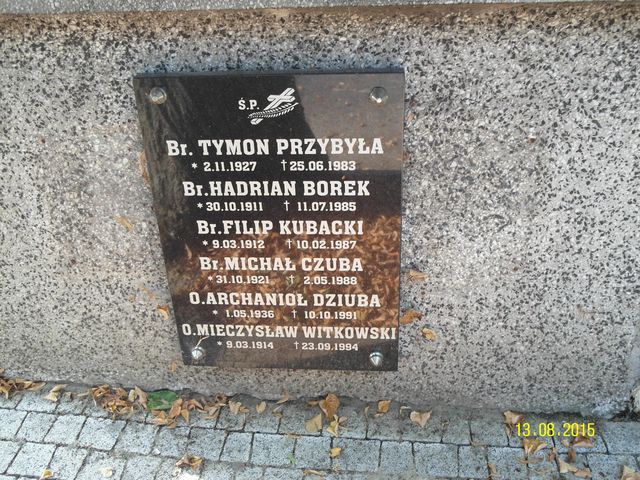 Ś.P.
Br. TYMON PRZYBYŁA
* 2.11.1927 †25.06.1983
Br. HADRIAN BOREK
* 30.10.1911 † 11.07.1985
Br. FILIP KUBACKI
* 9.03.1912 †10.02.1987
Br. MICHAŁ CZUBA
* 31.10.1921 † 2.05.1988
O. ARCHANIOŁ DZIUBA
* 1.05.1936 † 10.10.1991
O. MIECZYSŁAW WITKOWSKI
* 9.03.1914 †23.09.1994
13.08.2015